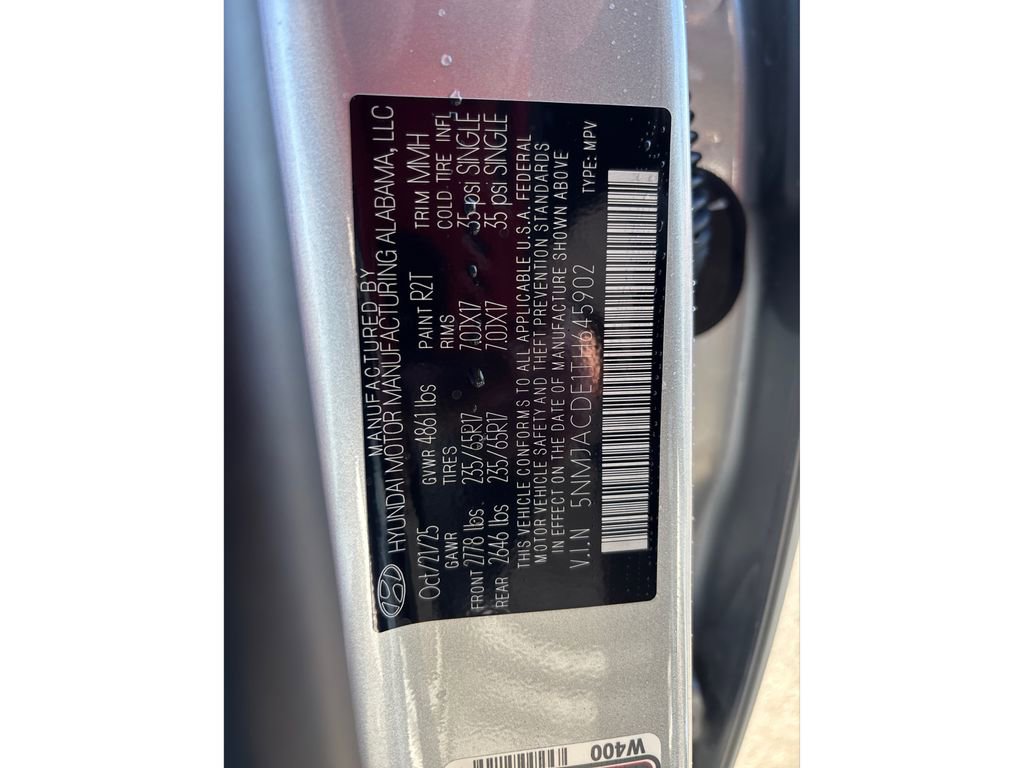 MANUFACTURED BY
HYUNDAI MOTOR MANUFACTURING ALABAMA, LLC
Oct/21/25 GVWR 4861 lbs PAINT R2T TRIM MMH
GAWR TIRES RIMS COLD TIRE INFL
FRONT 2778 lbs. 235/65R17 7.0JX17 35 psi SINGLE
REAR 2646 lbs 235/65R17 7.0JX17 35 psi SINGLE
THIS VEHICLE CONFORMS TO ALL APPLICABLE U.S.A. FEDERAL
MOTOR VEHICLE SAFETY AND THEFT PREVENTION STANDARDS
IN EFFECT ON THE DATE OF MANUFACTURE SHOWN ABOVE
V.I.N 5NMJACDE1TH645902 TYPE: MPV
W400